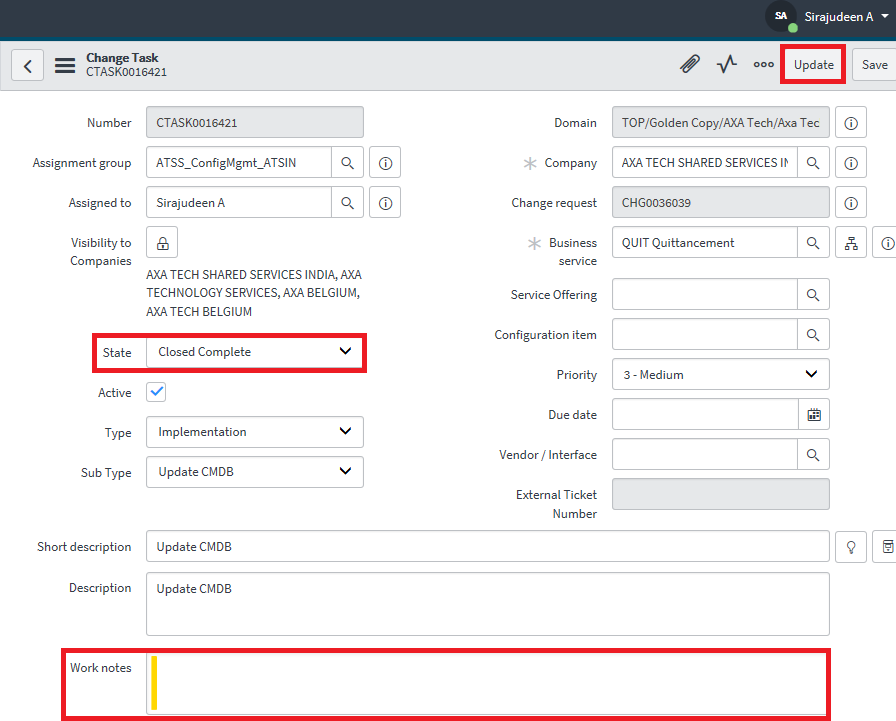 SA Sirajudeen A
Change Task
CTASK0016421
Update
Save
Number CTASK0016421
Assignment group ATSS_ConfigMgmt_ATSIN
Assigned to Sirajudeen A
Visibility to
Companies
AXA TECH SHARED SERVICES INDIA, AXA
TECHNOLOGY SERVICES, AXA BELGIUM,
AXA TECH BELGIUM
State Closed Complete
Active
Type Implementation
Sub Type Update CMDB
Domain TOP/Golden Copy/AXA Tech/Axa Tec
Company AXA TECH SHARED SERVICES IN
Change request CHG0036039
Business QUIT Quittancement
service
Service Offering
Configuration item
Priority 3 - Medium
Due date
Vendor / Interface
External Ticket
Number
Short description Update CMDB
Description Update CMDB
Work notes